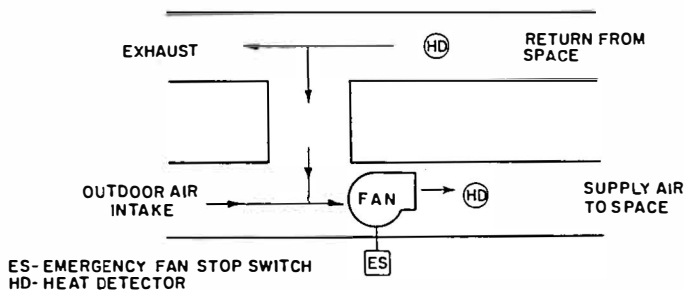 EXHAUST
HD
RETURN FROM
SPACE
OUTDOOR AIR
INTAKE
FAN
HD
SUPPLY AIR
TO SPACE
ES
ES-EMERGENCY FAN STOP SWITCH
HD-HEAT DETECTOR